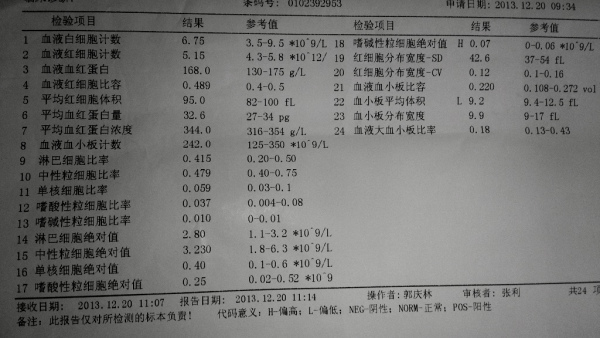 条码号: 0102392953 申请日期: 2013.12.20 09:34
检验项目 结果 参考值 检验项目 结果 参考值
1 血液白细胞计数 6.75 3.5-9.5 *10^9/L 18 嗜碱性粒细胞绝对值 H 0.07 0-0.06 *10^9/L
2 血液红细胞计数 5.15 4.3-5.8 *10^12/ 19 红细胞分布宽度-SD 42.6 37-54 fL
3 血液血红蛋白 168.0 130-175 g/L 20 红细胞分布宽度-CV 0.12 0.1-0.16
4 血液红细胞比容 0.489 0.4-0.5 21 血液血小板比容 0.220 0.108-0.272 vol
5 平均红细胞体积 95.0 82-100 fL 22 血小板平均体积 L 9.2 9.4-12.5 fL
6 平均血红蛋白量 32.6 27-34 pg 23 血小板分布宽度 9.9 9-17 fL
7 平均血红蛋白浓度 344.0 316-354 g/L 24 血液大血小板比率 0.18 0.13-0.43
8 血液血小板计数 242.0 125-350 *10^9/L
9 淋巴细胞比率 0.415 0.20-0.50
10 中性粒细胞比率 0.479 0.40-0.75
11 单核细胞比率 0.059 0.03-0.1
12 嗜酸性粒细胞比率 0.037 0.004-0.08
13 嗜碱性粒细胞比率 0.010 0-0.01
14 淋巴细胞绝对值 2.80 1.1-3.2 *10^9/L
15 中性粒细胞绝对值 3.230 1.8-6.3 *10^9/L
16 单核细胞绝对值 0.40 0.1-0.6 *10^9/L
17 嗜酸性粒细胞绝对值 0.25 0.02-0.52 *10^9
接收日期: 2013.12.20 11:07 报告日期: 2013.12.20 11:14 操作者: 郭庆林 审核者: 张利 共24 项
备注: 此报告仅对所检测的标本负责! 代码意义: H-偏高; L-偏低; NEG-阴性; NORM-正常; POS-阳性